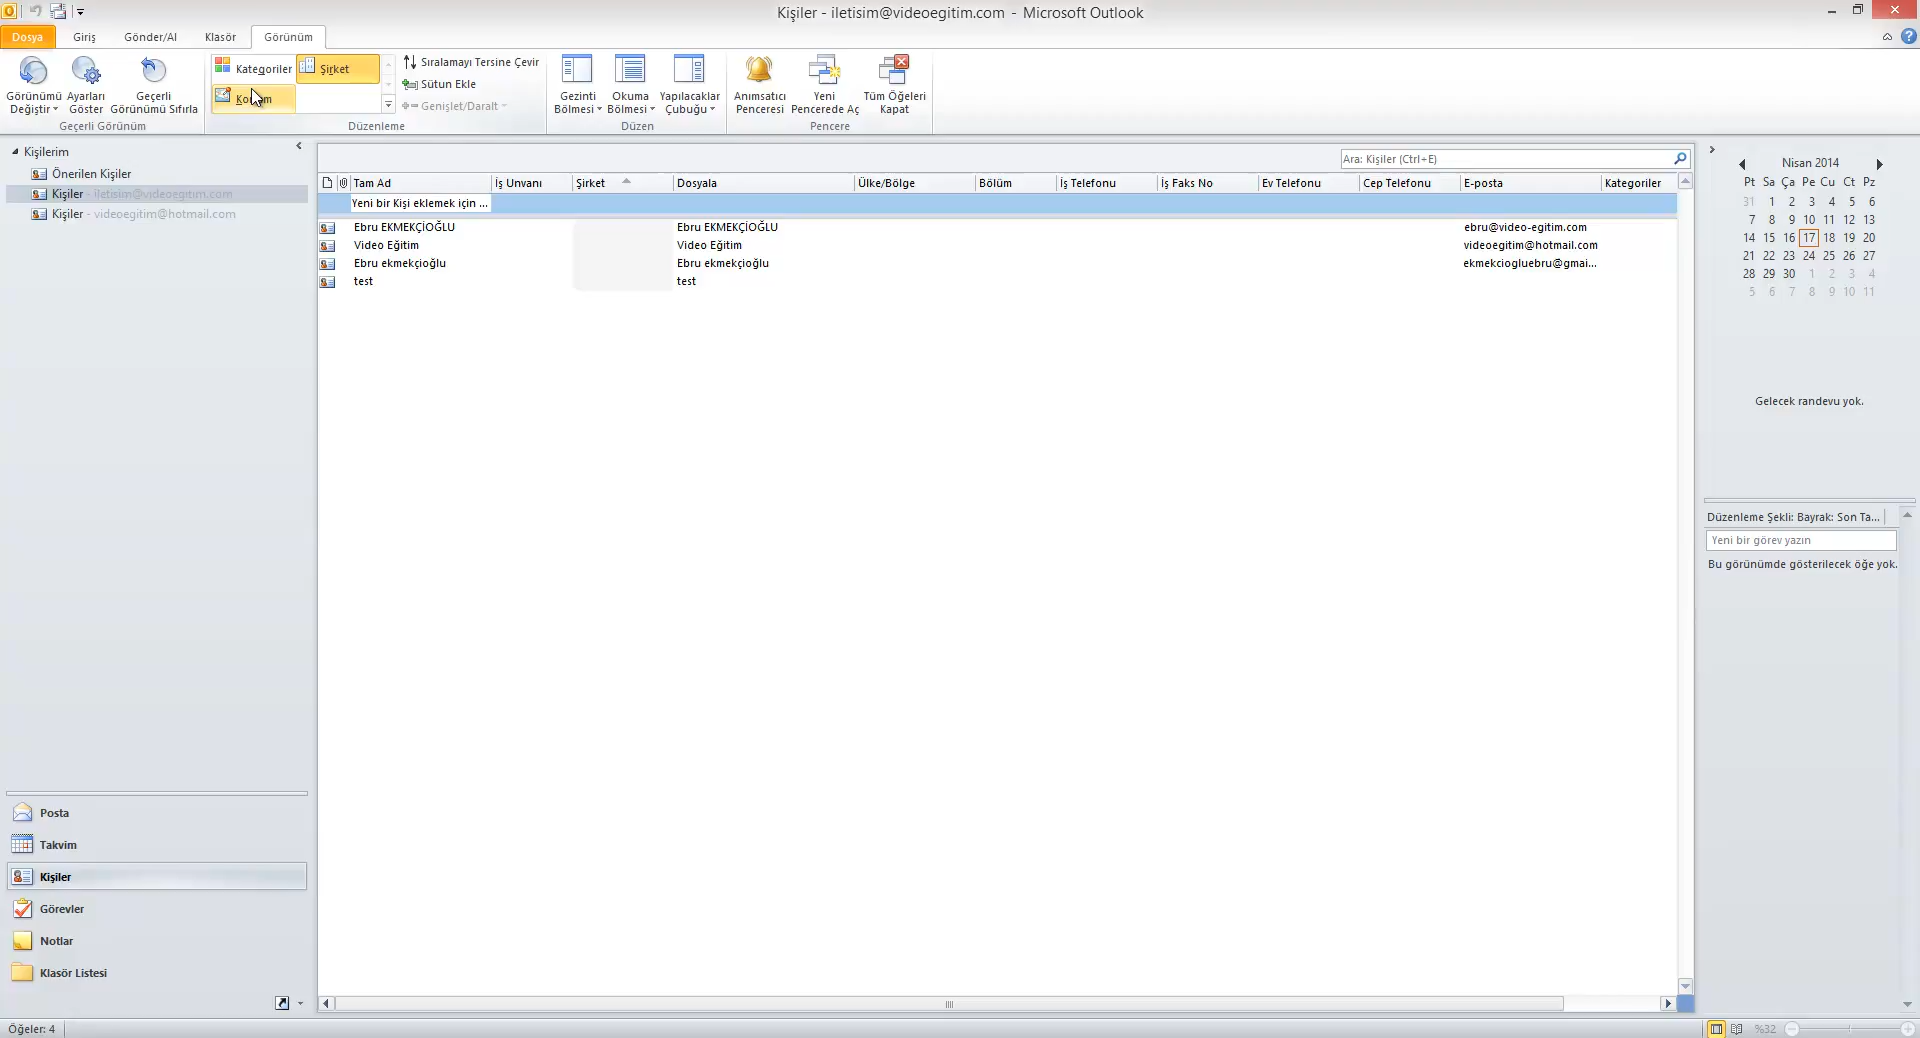 Kişiler - iletisim@videoegitim.com - Microsoft Outlook
Dosya Giriş Gönder/Al Klasör Görünüm
Görünümü Değiştir
Ayarları Göster
Geçerli Görünümü Sıfırla
Geçerli Görünüm
Kategoriler
Şirket
Sıralamayı Tersine Çevir
Sütun Ekle
Genişlet/Daralt
Düzenleme
Gezinti Bölmesi
Okuma Bölmesi
Yapılacaklar Çubuğu
Düzen
Anımsatıcı Penceresi
Yeni Pencerede Aç
Tüm Öğeleri Kapat
Pencere
Kişilerim
Önerilen Kişiler
Kişiler - iletisim@videoegitim.com
Kişiler - videoegitim@hotmail.com
Posta
Takvim
Kişiler
Görevler
Notlar
Klasör Listesi
Ara: Kişiler (Ctrl+E)
Tam Ad İş Unvanı Şirket Dosyala Ülke/Bölge Bölüm İş Telefonu İş Faks No Ev Telefonu Cep Telefonu E-posta Kategoriler
Yeni bir Kişi eklemek için ...
Ebru EKMEKÇİOĞLU Ebru EKMEKÇİOĞLU ebru@video-egitim.com
Video Eğitim Video Eğitim videoegitim@hotmail.com
Ebru ekmekçioğlu Ebru ekmekçioğlu ekmekciogluebru@gmai...
test test
Nisan 2014
Pt Sa Ça Pe Cu Ct Pz
31 1 2 3 4 5 6
7 8 9 10 11 12 13
14 15 16 17 18 19 20
21 22 23 24 25 26 27
28 29 30 1 2 3 4
5 6 7 8 9 10 11
Gelecek randevu yok.
Düzenleme Şekli: Bayrak: Son Ta...
Yeni bir görev yazın
Bu görünümde gösterilecek öğe yok.
Öğeler: 4
%32